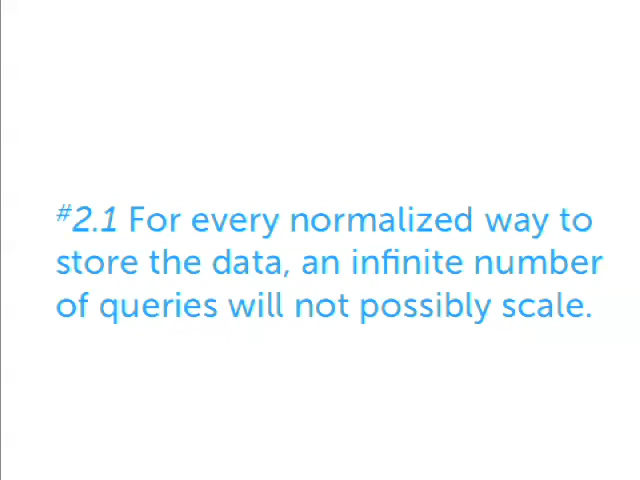 #2.1 For every normalized way to
store the data, an infinite number
of queries will not possibly scale.